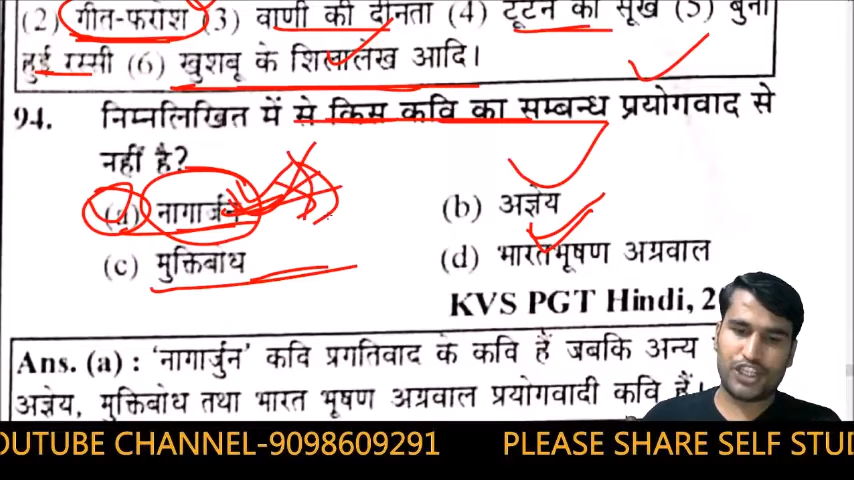 (2) गीत-फरोश (3) वाणी की दीनता (4) टूटने का सुख (5) बुनी
हुई रस्सी (6) खुशबू के शिलालेख आदि।
94. निम्नलिखित में से किस कवि का सम्बन्ध प्रयोगवाद से
नहीं है?
(a) नागार्जुन (b) अज्ञेय
(c) मुक्तिबोध (d) भारतभूषण अग्रवाल
KVS PGT Hindi, 2
Ans. (a) : 'नागार्जुन' कवि प्रगतिवाद के कवि हैं जबकि अन्य
अज्ञेय, मुक्तिबोध तथा भारत भूषण अग्रवाल प्रयोगवादी कवि हैं।
OUTUBE CHANNEL-9098609291 PLEASE SHARE SELF STUD